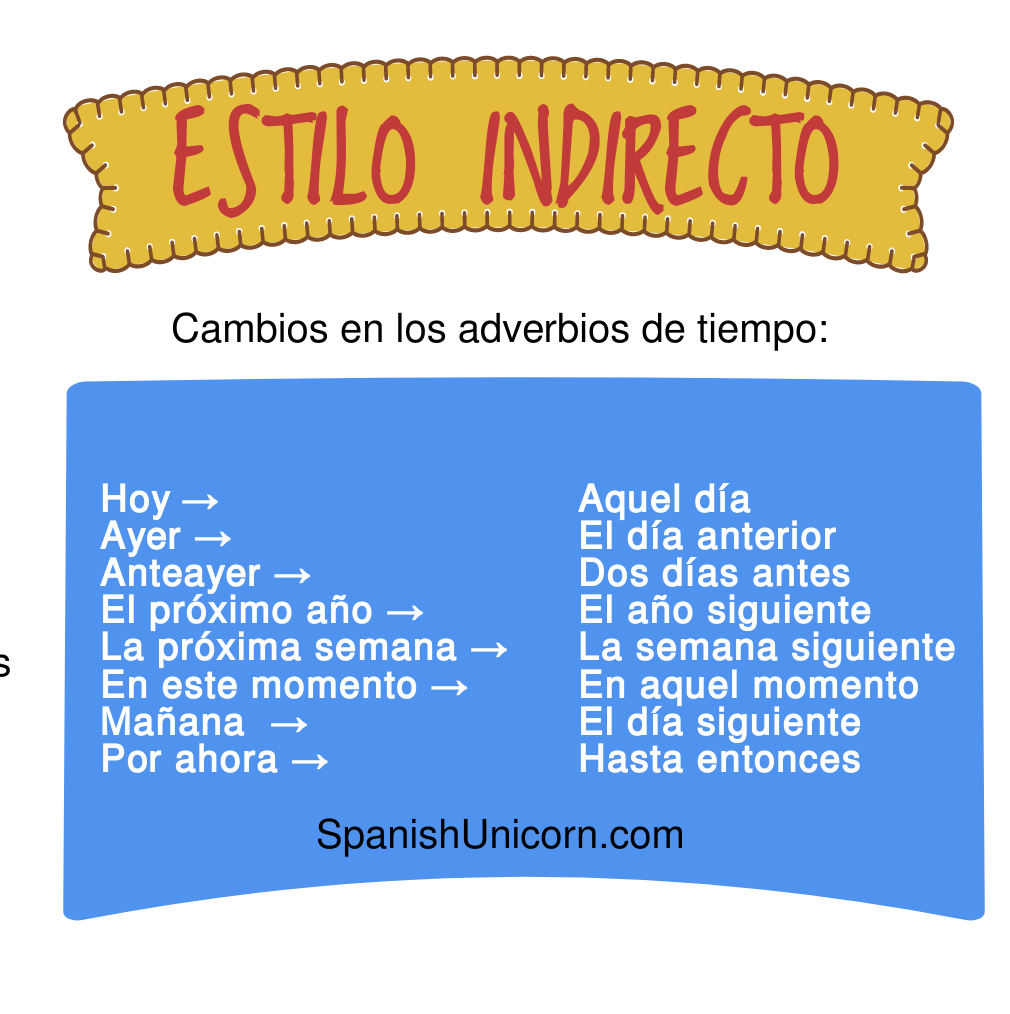 ESTILO INDIRECTO
Cambios en los adverbios de tiempo:
Hoy → Aquel día
Ayer → El día anterior
Anteayer → Dos días antes
El próximo año → El año siguiente
La próxima semana → La semana siguiente
s
En este momento → En aquel momento
Mañana → El día siguiente
Por ahora → Hasta entonces
SpanishUnicorn.com